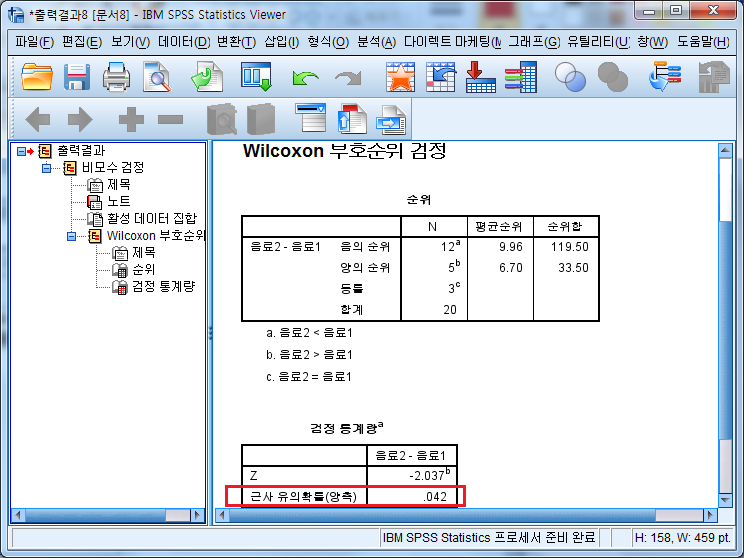 *출력결과8 [문서8] - IBM SPSS Statistics Viewer
파일(F) 편집(E) 보기(V) 데이터(D) 변환(T) 삽입(I) 형식(O) 분석(A) 다이렉트 마케팅(M 그래프(G) 유틸리티(U) 창(W) 도움말(H)
출력결과
비모수 검정
제목
노트
활성 데이터 집합
Wilcoxon 부호순위
제목
순위
검정 통계량
Wilcoxon 부호순위 검정
순위
N 평균순위 순위합
음료2 - 음료1 음의 순위 12a 9.96 119.50
양의 순위 5b 6.70 33.50
등률 3c
합계 20
a. 음료2 < 음료1
b. 음료2 > 음료1
c. 음료2 = 음료1
검정 통계량a
음료2 - 음료1
Z -2.037b
근사 유의확률(양측) .042
IBM SPSS Statistics 프로세서 준비 완료 H: 158, W: 459 pt.